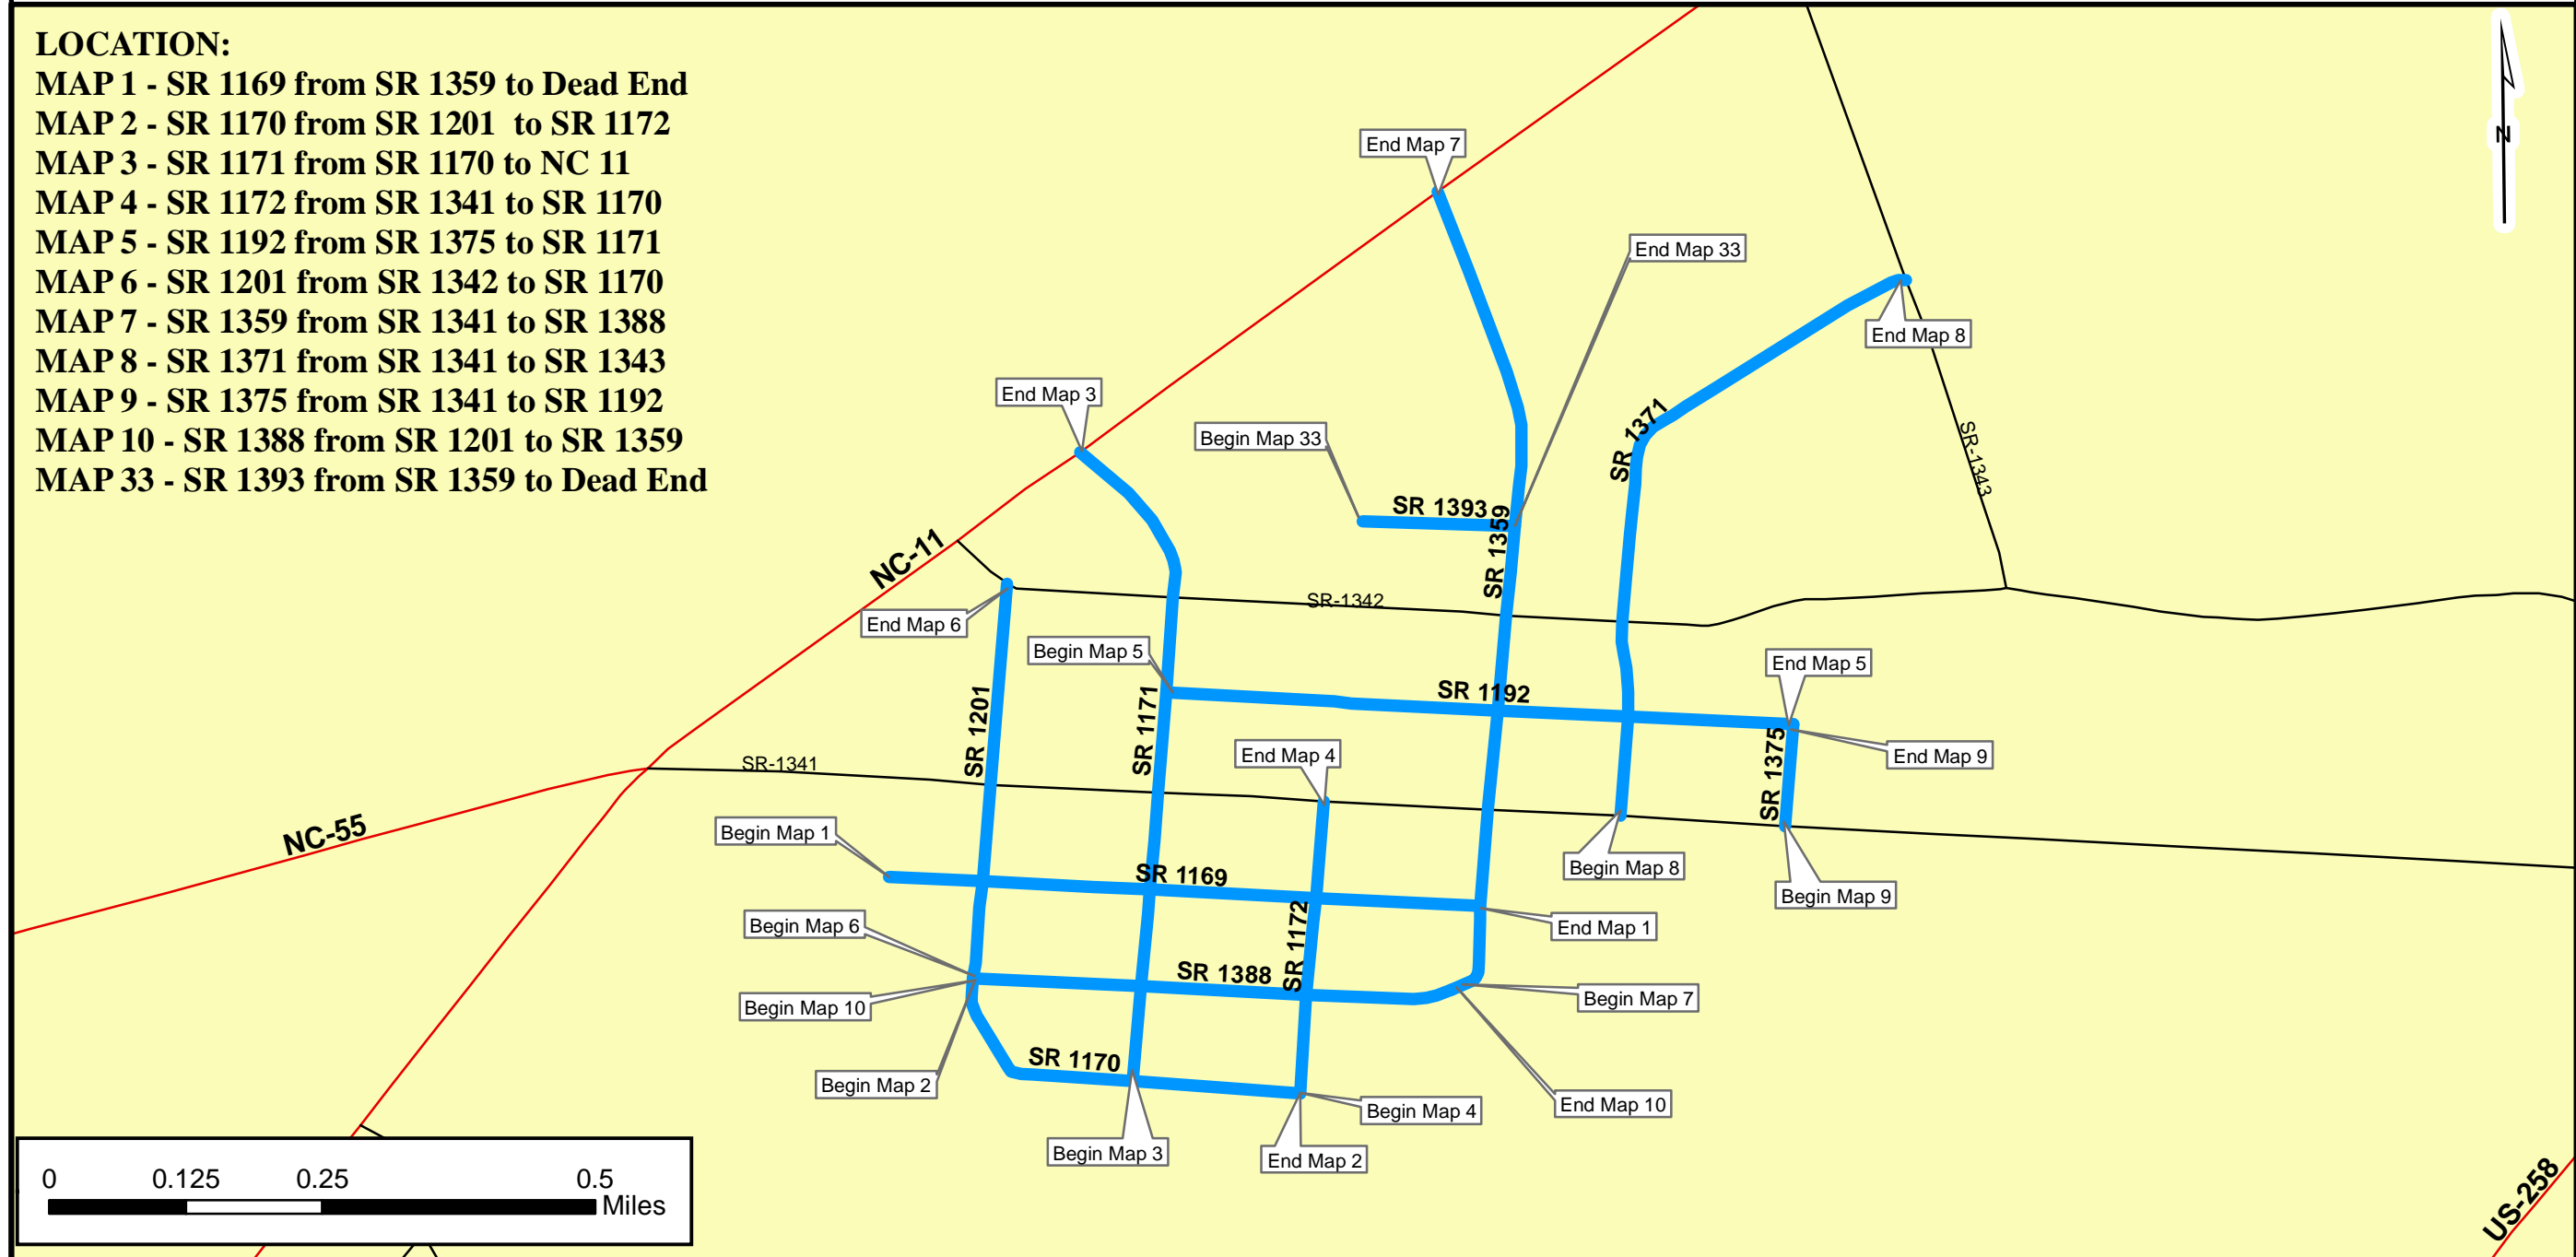 LOCATION:
MAP 1 - SR 1169 from SR 1359 to Dead End
MAP 2 - SR 1170 from SR 1201  to SR 1172
MAP 3 - SR 1171 from SR 1170 to NC 11
MAP 4 - SR 1172 from SR 1341 to SR 1170
MAP 5 - SR 1192 from SR 1375 to SR 1171
MAP 6 - SR 1201 from SR 1342 to SR 1170
MAP 7 - SR 1359 from SR 1341 to SR 1388
MAP 8 - SR 1371 from SR 1341 to SR 1343
MAP 9 - SR 1375 from SR 1341 to SR 1192
MAP 10 - SR 1388 from SR 1201 to SR 1359
MAP 33 - SR 1393 from SR 1359 to Dead End
N
End Map 7
End Map 33
End Map 8
End Map 3
Begin Map 33
SR 1371
SR-1343
SR 1393
SR 1359
NC-11
SR-1342
End Map 6
Begin Map 5
End Map 5
SR 1192
SR 1201
SR 1171
End Map 4
End Map 9
SR 1375
SR-1341
NC-55
Begin Map 1
Begin Map 8
Begin Map 9
SR 1169
Begin Map 6
End Map 1
SR 1172
SR 1388
Begin Map 10
Begin Map 7
SR 1170
Begin Map 2
Begin Map 4
End Map 10
Begin Map 3
End Map 2
0 0.125 0.25 0.5
Miles
US-258